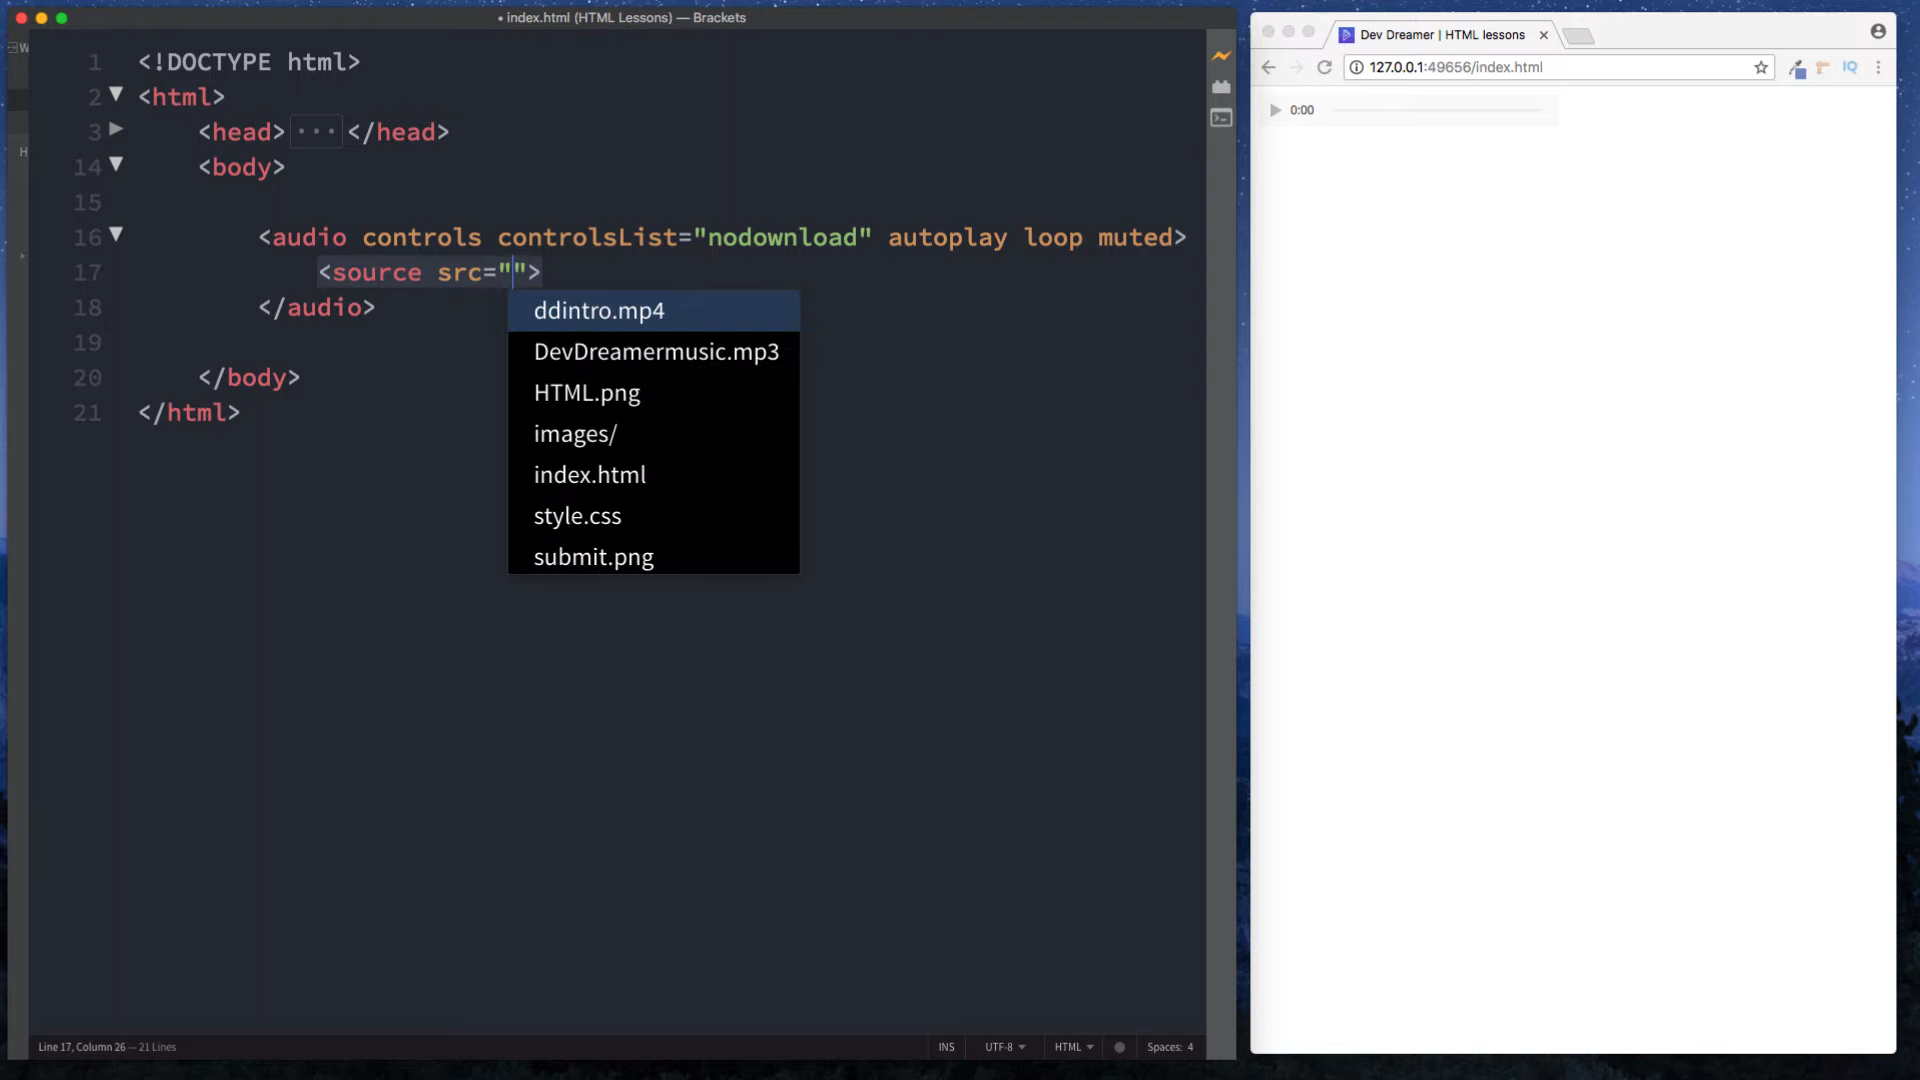 • index.html (HTML Lessons) — Brackets
W
H
1 <!DOCTYPE html>
2 <html>
3 <head>···</head>
14 <body>
15
16 <audio controls controlsList="nodownload" autoplay loop muted>
17 <source src="">
18 </audio>
19
20 </body>
21 </html>
ddintro.mp4
DevDreamermusic.mp3
HTML.png
images/
index.html
style.css
submit.png
Line 17, Column 26 — 21 Lines
INS
UTF-8
HTML
Spaces: 4
Dev Dreamer | HTML lessons
127.0.0.1:49656/index.html
IQ
0:00